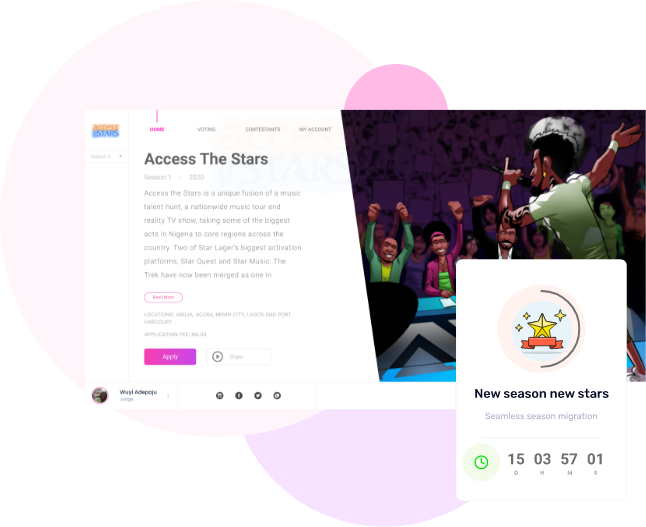 access
STARS
HOME
VOTING
CONTESTANTS
MY ACCOUNT
Season 1
Access The Stars
Season 1
2020
Access the Stars is a unique fusion of a music
talent hunt, a nationwide music tour and
reality TV show, taking some of the biggest
acts in Nigeria to core regions across the
country. Two of Star Lager's biggest activation
platforms, Star Quest and Star Music: The
Trek have now been merged as one in
Read More
LOCATIONS: ABUJA, ACCRA, BENIN CITY, LAGOS AND PORT
HARCOURT
APPLICATION FEE: N0.00
Apply
Share
Wuyi Adepoju
Judge
New season new stars
Seamless season migration
15 03 57 01
D H M S